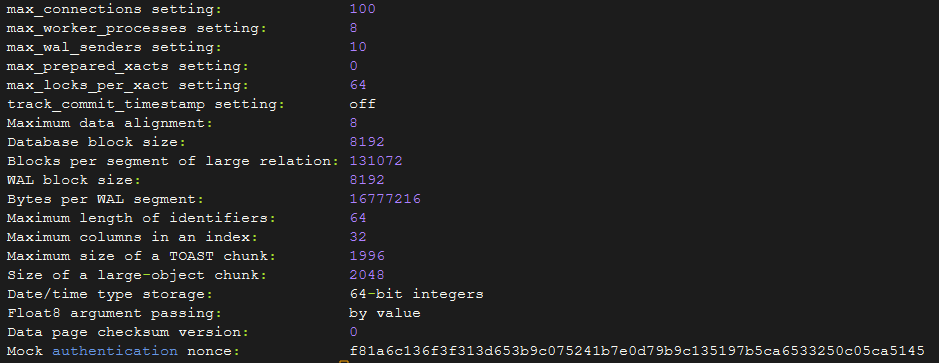 max_connections setting: 100
max_worker_processes setting: 8
max_wal_senders setting: 10
max_prepared_xacts setting: 0
max_locks_per_xact setting: 64
track_commit_timestamp setting: off
Maximum data alignment: 8
Database block size: 8192
Blocks per segment of large relation: 131072
WAL block size: 8192
Bytes per WAL segment: 16777216
Maximum length of identifiers: 64
Maximum columns in an index: 32
Maximum size of a TOAST chunk: 1996
Size of a large-object chunk: 2048
Date/time type storage: 64-bit integers
Float8 argument passing: by value
Data page checksum version: 0
Mock authentication nonce: f81a6c136f3f313d653b9c075241b7e0d79b9c135197b5ca6533250c05ca5145